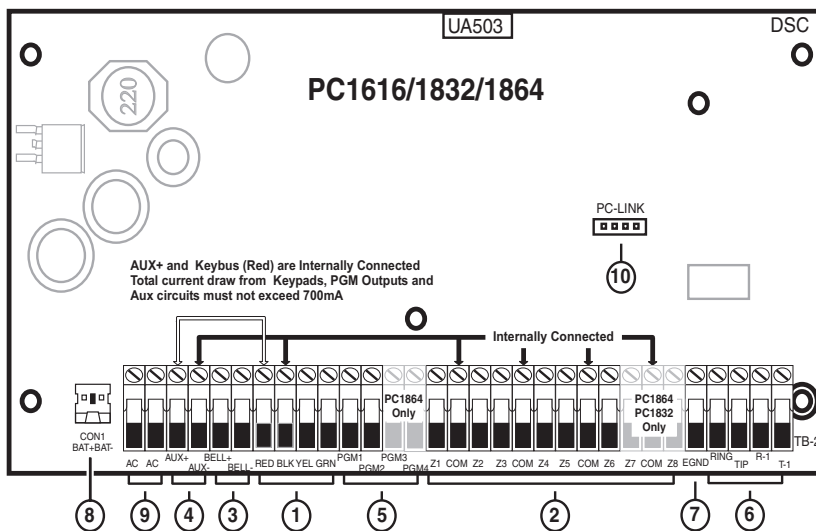 UA503
DSC
PC1616/1832/1864
220
PC-LINK
10
AUX+ and Keybus (Red) are Internally Connected
Total current draw from Keypads, PGM Outputs and
Aux circuits must not exceed 700mA
Internally Connected
PC1864
Only
PC1864
PC1832
Only
CON1
BAT+BAT-
TB-2
AC AC AUX+ AUX- BELL+ BELL- RED BLK YEL GRN PGM1 PGM2 PGM3 PGM4 Z1 COM Z2 Z3 COM Z4 Z5 COM Z6 Z7 COM Z8 EGND RING TIP R-1 T-1
8 9 4 3 1 5 2 7 6